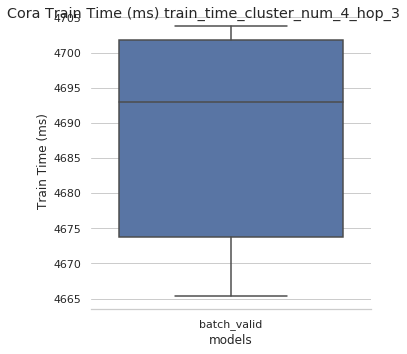 Cora Train Time (ms) train_time_cluster_num_4_hop_3
4705
4700
4695
4690
4685
4680
4675
4670
4665
Train Time (ms)
batch_valid
models